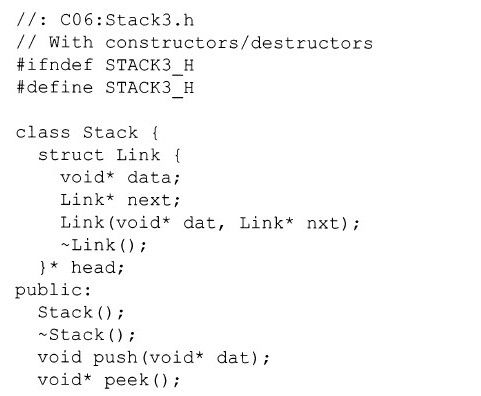 //: C06:Stack3.h
// With constructors/destructors
#ifndef STACK3_H
#define STACK3_H

class Stack {
  struct Link {
    void* data;
    Link* next;
    Link(void* dat, Link* nxt);
    ~Link();
  }* head;
public:
  Stack();
  ~Stack();
  void push(void* dat);
  void* peek();